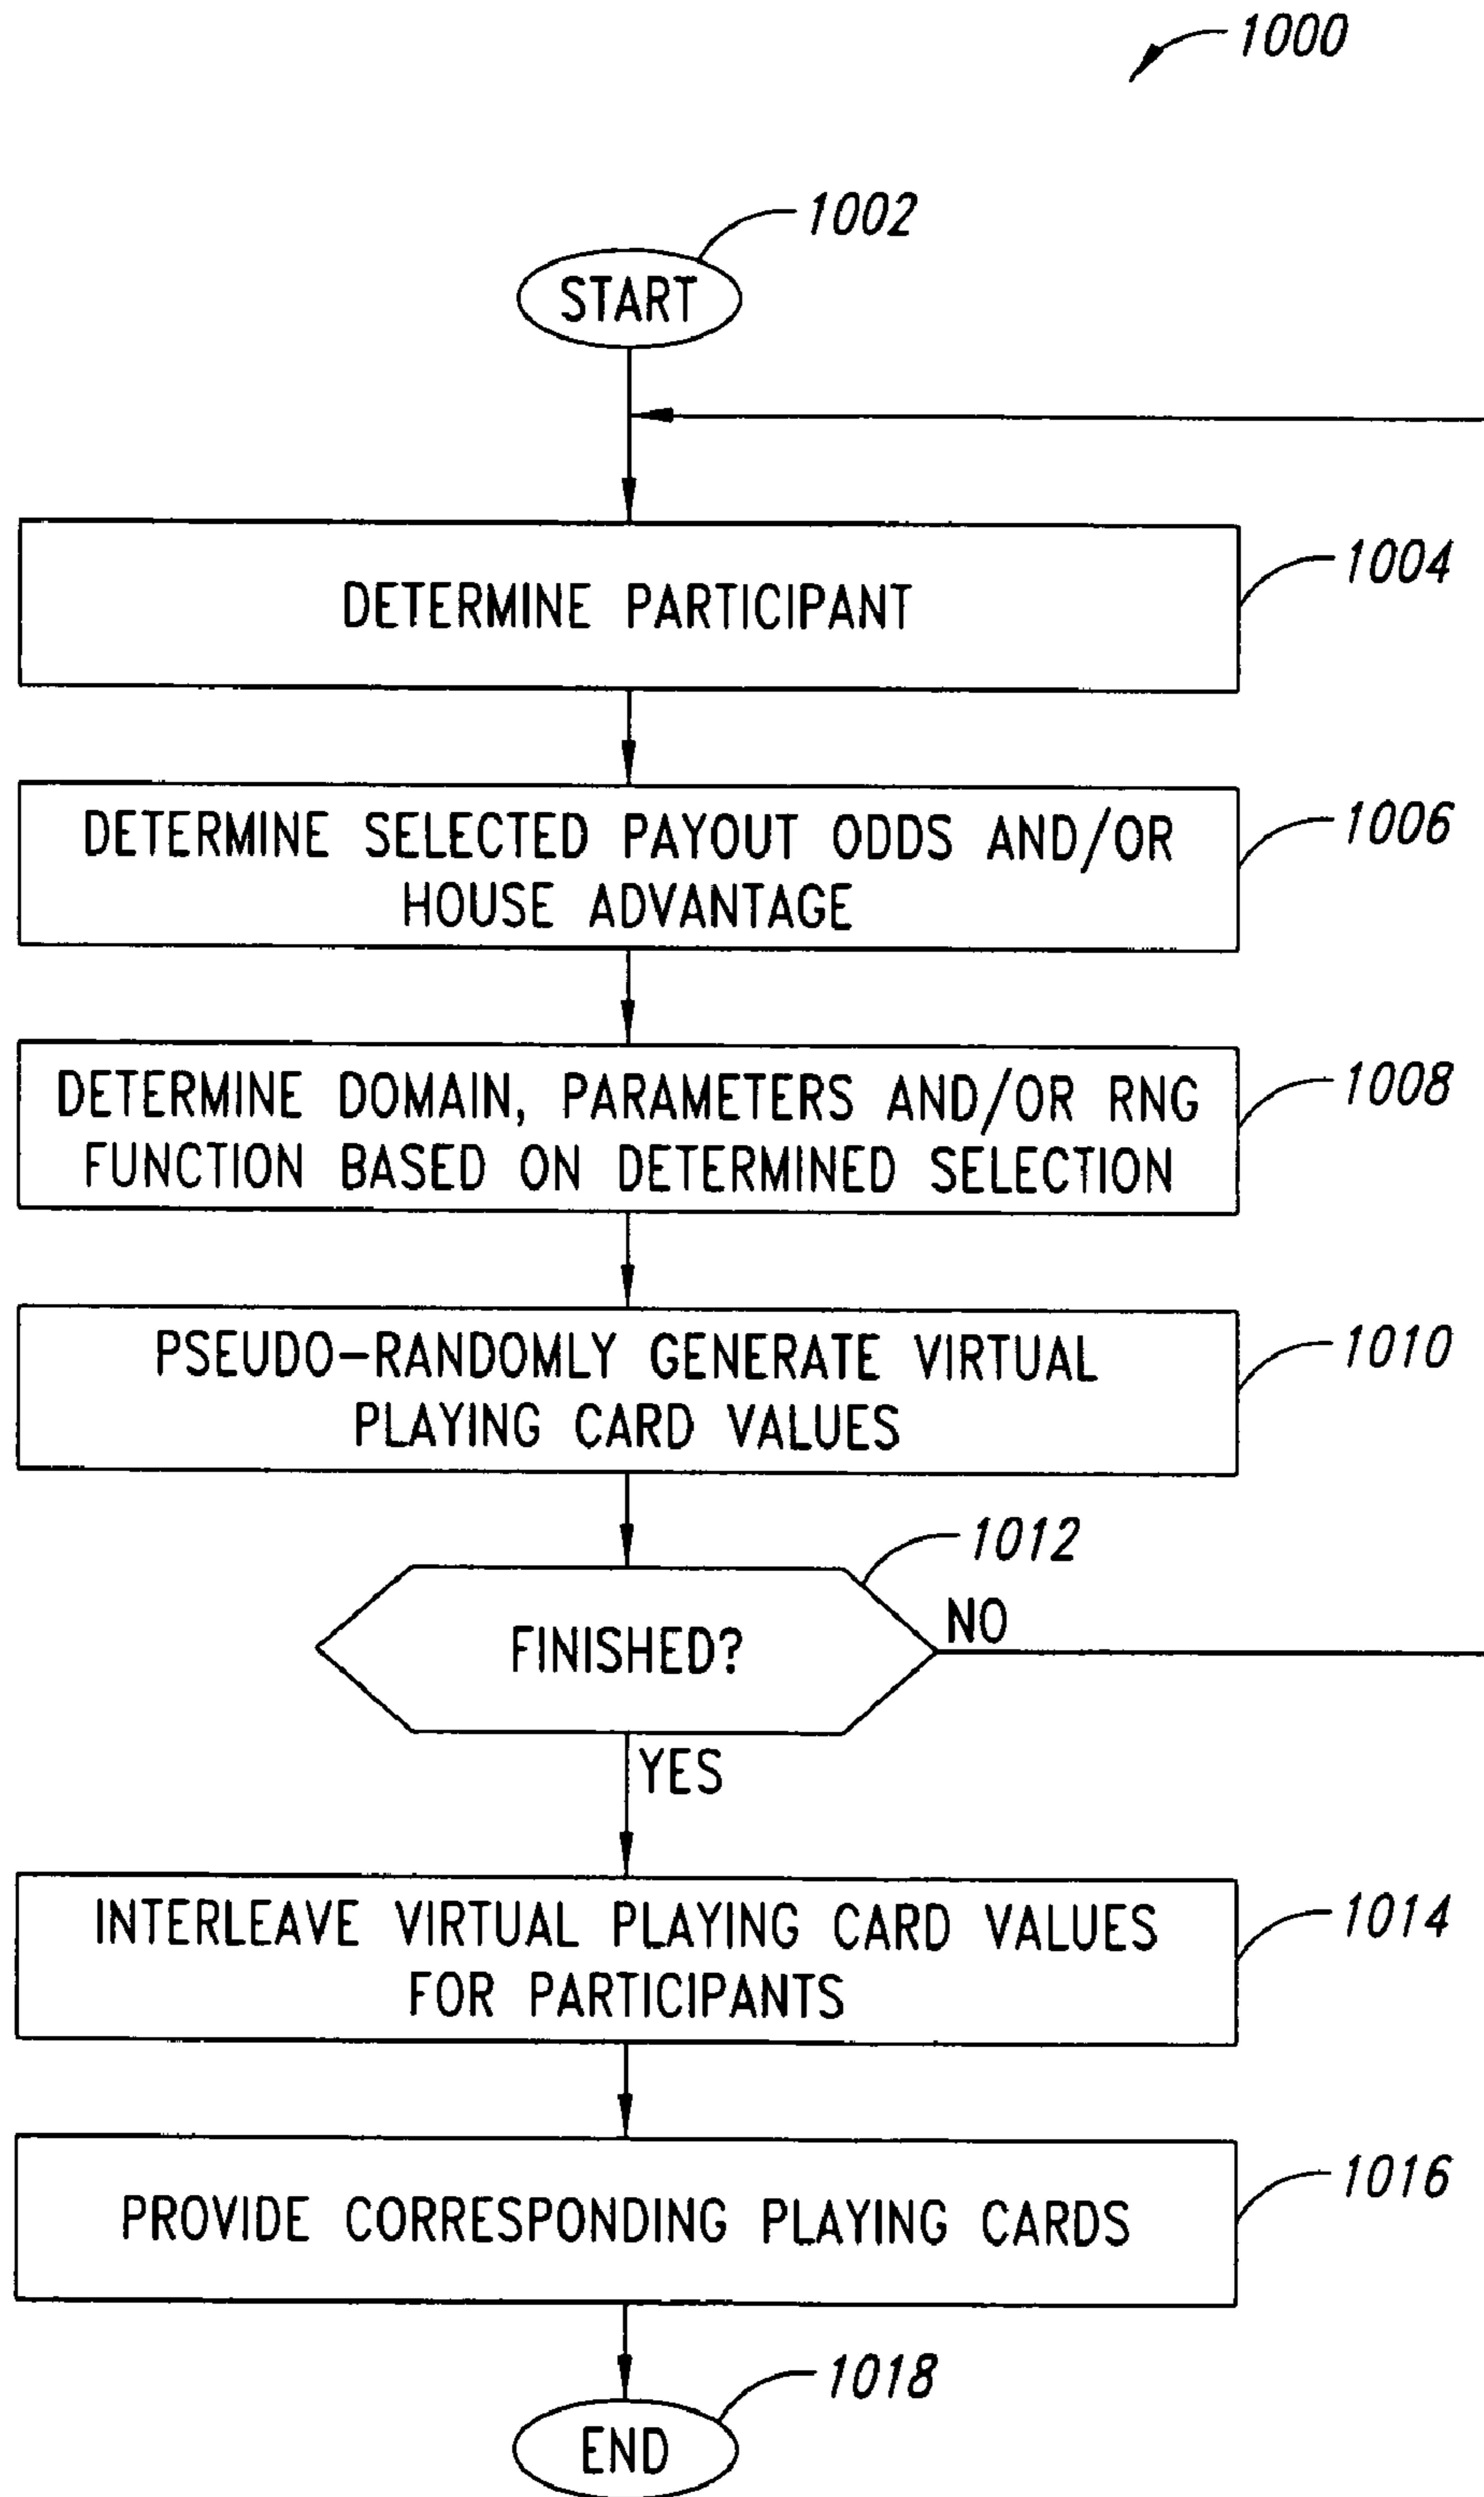 1000
1002
START
1004
DETERMINE PARTICIPANT
1006
DETERMINE SELECTED PAYOUT ODDS AND/OR
HOUSE ADVANTAGE
1008
DETERMINE DOMAIN, PARAMETERS AND/OR RNG
FUNCTION BASED ON DETERMINED SELECTION
1010
PSEUDO-RANDOMLY GENERATE VIRTUAL
PLAYING CARD VALUES
1012
NO
FINISHED?
YES
1014
INTERLEAVE VIRTUAL PLAYING CARD VALUES
FOR PARTICIPANTS
1016
PROVIDE CORRESPONDING PLAYING CARDS
1018
END